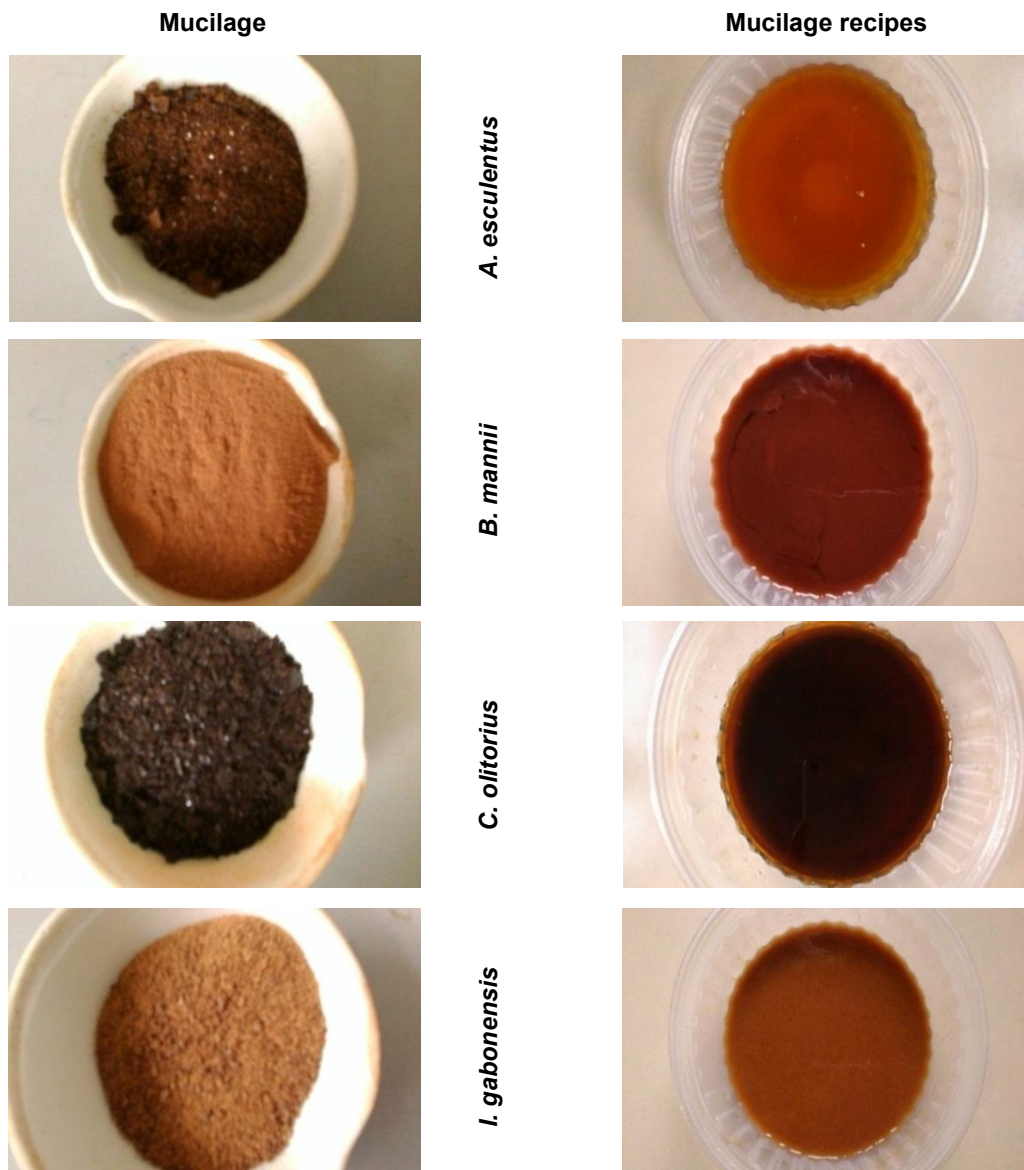 Mucilage
Mucilage recipes
A. esculentus
B. mannii
C. olitorius
I. gabonensis